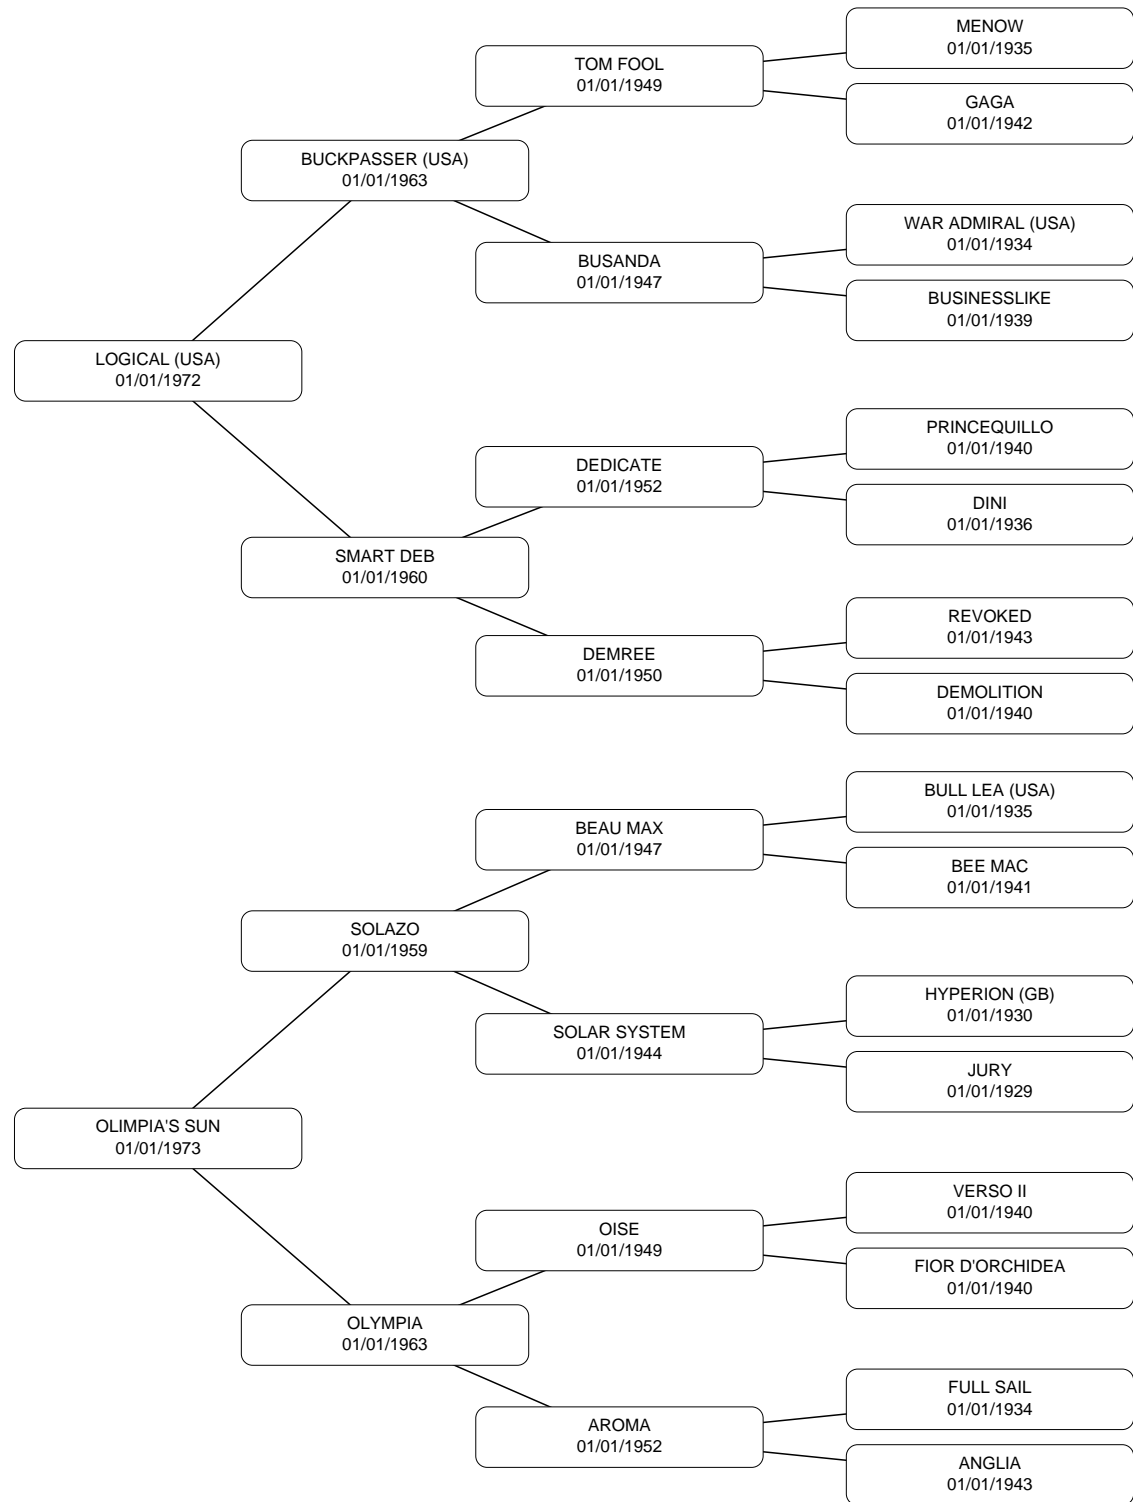 MENOW
01/01/1935
TOM FOOL
01/01/1949
GAGA
01/01/1942
BUCKPASSER (USA)
01/01/1963
WAR ADMIRAL (USA)
01/01/1934
BUSANDA
01/01/1947
BUSINESSLIKE
01/01/1939
LOGICAL (USA)
01/01/1972
PRINCEQUILLO
01/01/1940
DEDICATE
01/01/1952
DINI
01/01/1936
SMART DEB
01/01/1960
REVOKED
01/01/1943
DEMREE
01/01/1950
DEMOLITION
01/01/1940
BULL LEA (USA)
01/01/1935
BEAU MAX
01/01/1947
BEE MAC
01/01/1941
SOLAZO
01/01/1959
HYPERION (GB)
01/01/1930
SOLAR SYSTEM
01/01/1944
JURY
01/01/1929
OLIMPIA'S SUN
01/01/1973
VERSO II
01/01/1940
OISE
01/01/1949
FIOR D'ORCHIDEA
01/01/1940
OLYMPIA
01/01/1963
FULL SAIL
01/01/1934
AROMA
01/01/1952
ANGLIA
01/01/1943